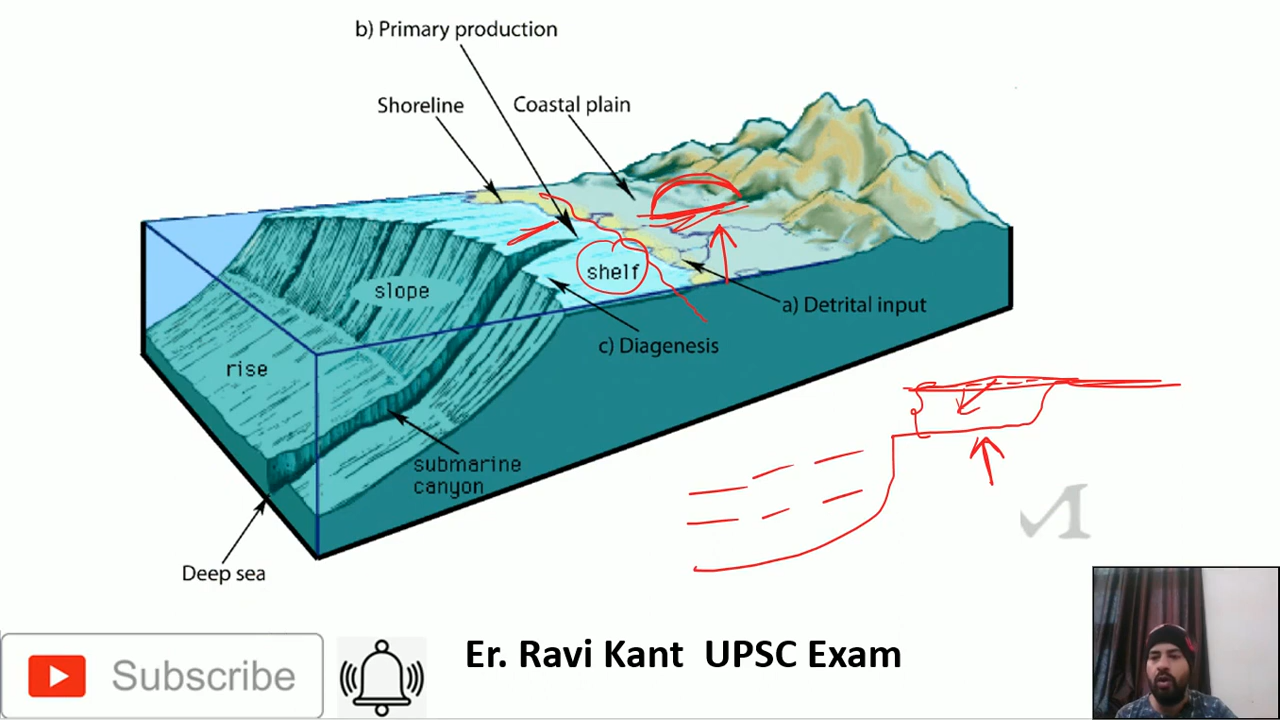 b) Primary production
Shoreline
Coastal plain
shelf
slope
a) Detrital input
c) Diagenesis
rise
submarine
canyon
Deep sea
Subscribe
Er. Ravi Kant UPSC Exam